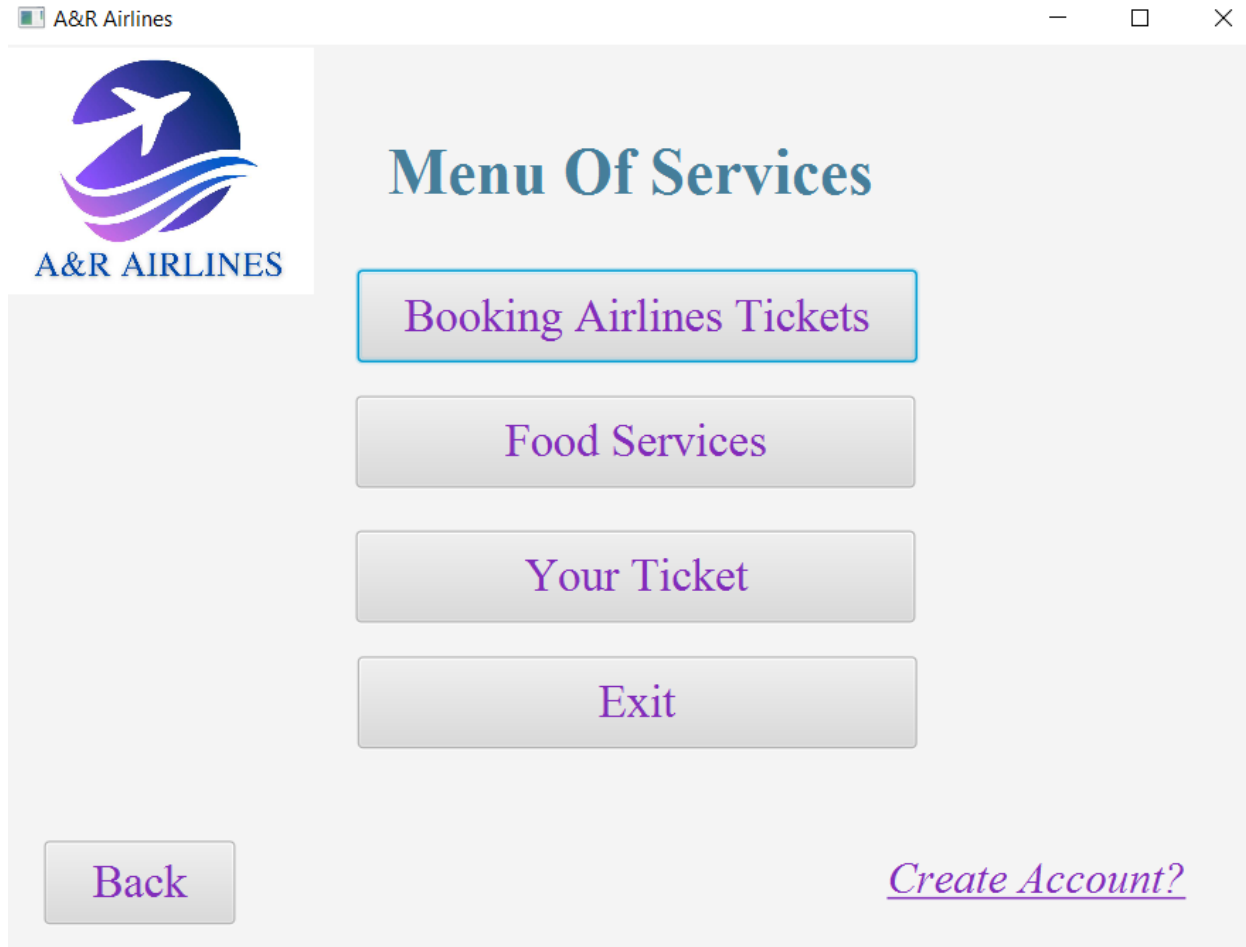 A&R Airlines
A&R AIRLINES
Menu Of Services
Booking Airlines Tickets
Food Services
Your Ticket
Exit
Back
Create Account?